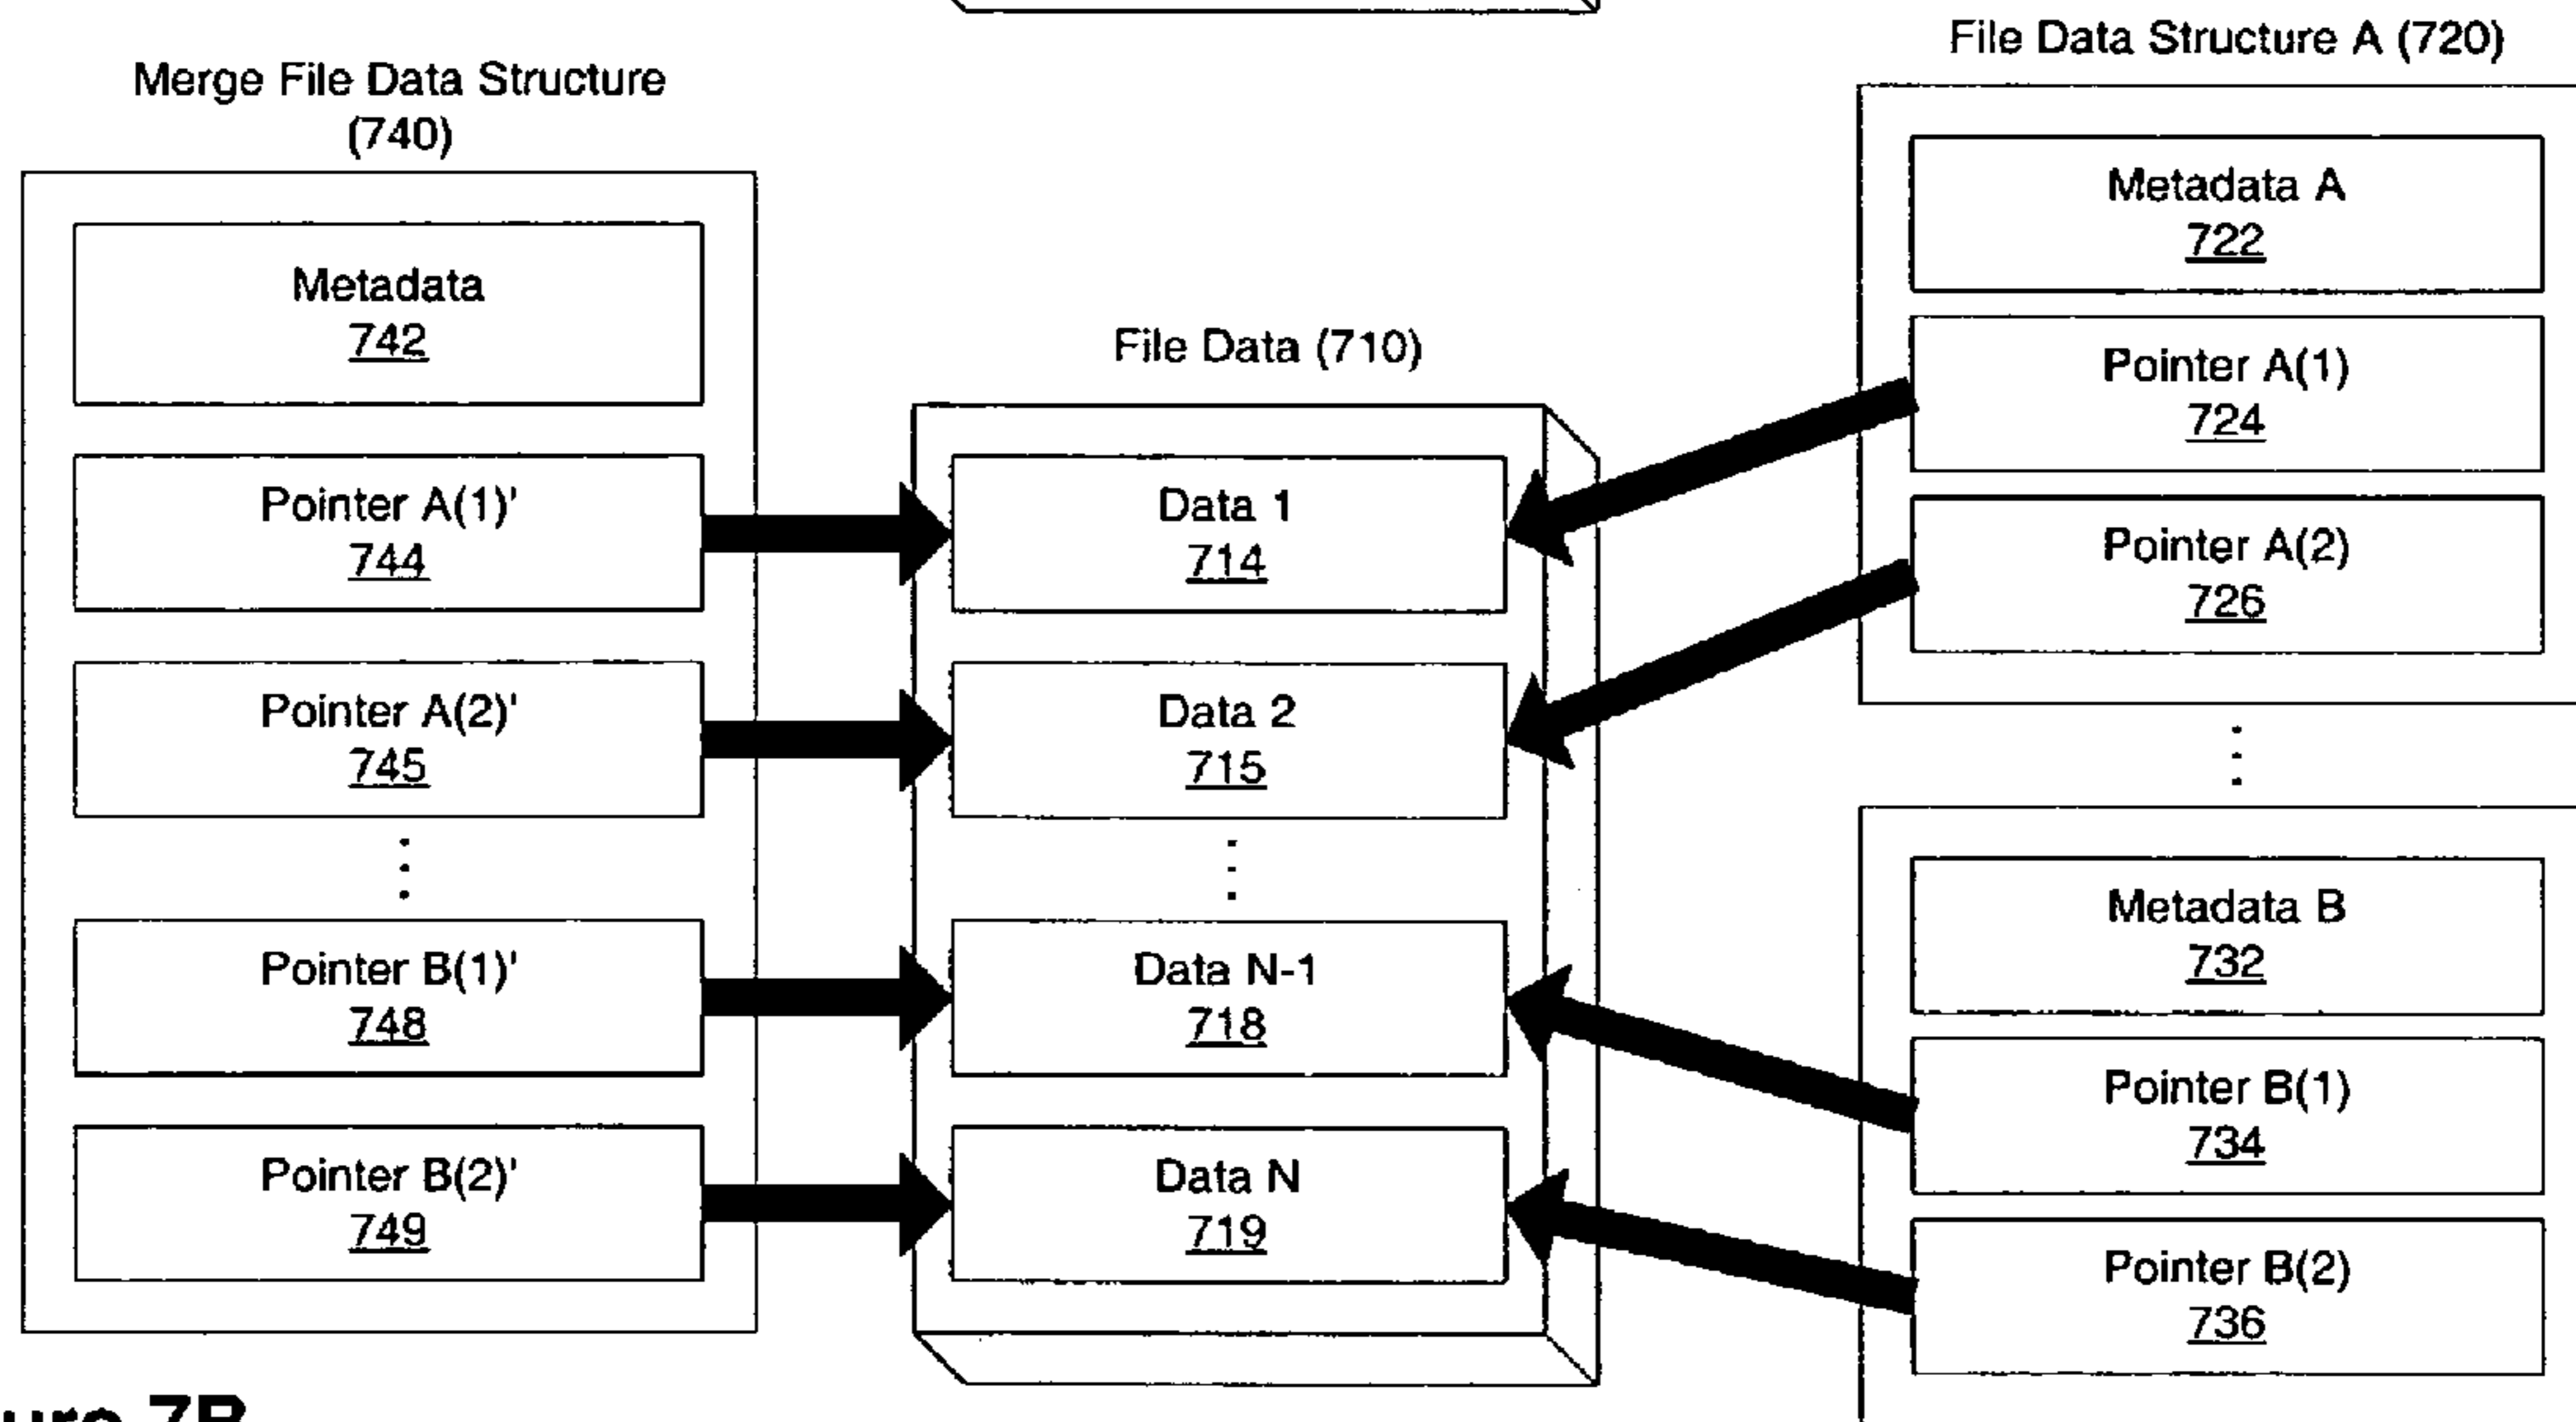 File Data Structure A (720)
Merge File Data Structure
(740)
Metadata
742
Pointer A(1)'
744
Pointer A(2)'
745
Pointer B(1)'
748
Pointer B(2)'
749
File Data (710)
Data 1
714
Data 2
715
Data N-1
718
Data N
719
Metadata A
722
Pointer A(1)
724
Pointer A(2)
726
Metadata B
732
Pointer B(1)
734
Pointer B(2)
736
ure 7B